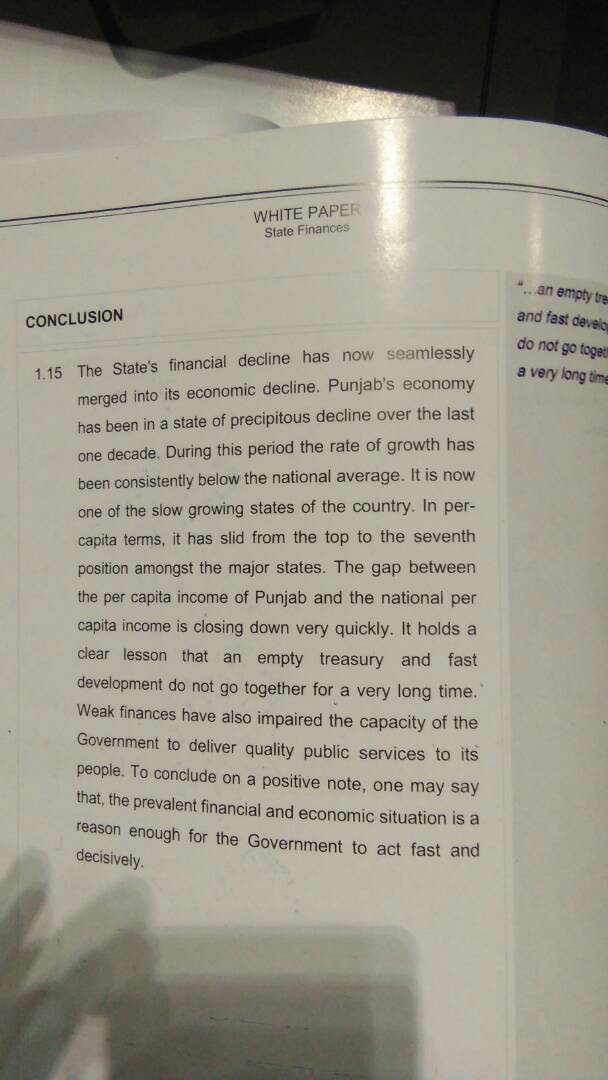 WHITE PAPER
State Finances
CONCLUSION
1.15 The State's financial decline has now seamlessly
merged into its economic decline. Punjab's economy
has been in a state of precipitous decline over the last
one decade. During this period the rate of growth has
been consistently below the national average. It is now
one of the slow growing states of the country. In per-
capita terms, it has slid from the top to the seventh
position amongst the major states. The gap between
the per capita income of Punjab and the national per
capita income is closing down very quickly. It holds a
clear lesson that an empty treasury and fast
development do not go together for a very long time.
Weak finances have also impaired the capacity of the
Government to deliver quality public services to its
people. To conclude on a positive note, one may say
that, the prevalent financial and economic situation is a
reason enough for the Government to act fast and
decisively.
"...an empty
and fast
do not go
a very long time